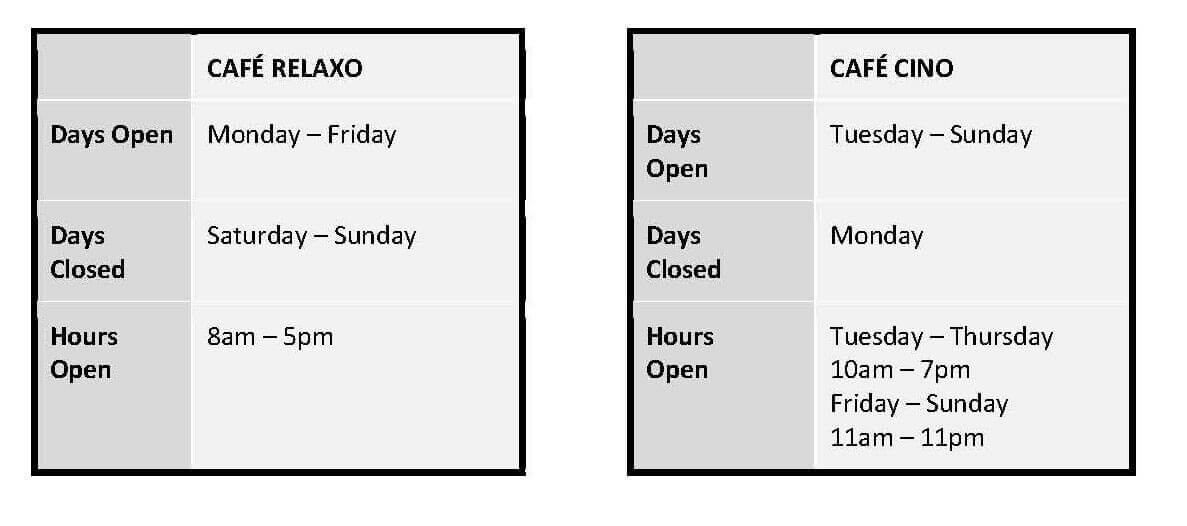 CAFÉ RELAXO
Days Open
Monday – Friday
Days
Closed
Saturday – Sunday
Hours
Open
8am – 5pm
CAFÉ CINO
Days
Open
Tuesday – Sunday
Days
Closed
Monday
Hours
Open
Tuesday – Thursday
10am – 7pm
Friday – Sunday
11am – 11pm